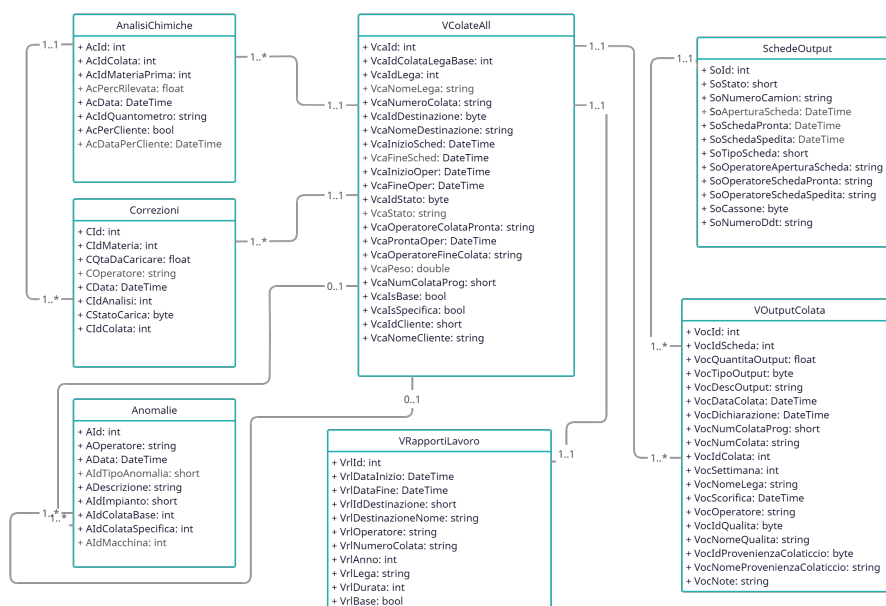 AnalisiChimiche
+ AcId: int
+ AcIdColata: int
+ AcIdMateriaPrima: int
+ AcPercRilevata: float
+ AcData: DateTime
+ AcIdQuantometro: string
+ AcPerCliente: bool
+ AcDataPerCliente: DateTime
1..1
1..*
1..*
Correzioni
+ CId: int
+ CIdMateria: int
+ CQtaDaCaricare: float
+ COperatore: string
+ CData: DateTime
+ CIdAnalisi: int
+ CStatoCarica: byte
+ CIdColata: int
1..*
Anomalie
+ AId: int
+ AOperatore: string
+ AData: DateTime
+ AIdTipoAnomalia: short
+ ADescrizione: string
+ AIdImpianto: short
+ AIdColataBase: int
+ AIdColataSpecifica: int
+ AIdMacchina: int
1..*
1..*
VColateAll
+ VcaId: int
+ VcaIdColataLegaBase: int
+ VcaIdLega: int
+ VcaNomeLega: string
+ VcaNumeroColata: string
+ VcaIdDestinazione: byte
+ VcaNomeDestinazione: string
+ VcaInizioSched: DateTime
+ VcaFineSched: DateTime
+ VcaInizioOper: DateTime
+ VcaFineOper: DateTime
+ VcaIdStato: byte
+ VcaStato: string
+ VcaOperatoreColataPronta: string
+ VcaProntaOper: DateTime
+ VcaOperatoreFineColata: string
+ VcaPeso: double
+ VcaNumColataProg: short
+ VcaIsBase: bool
+ VcaIsSpecifica: bool
+ VcaIdCliente: short
+ VcaNomeCliente: string
1..1
1..1
0..1
0..1
1..1
1..1
VRapportiLavoro
+ VrlId: int
+ VrlDataInizio: DateTime
+ VrlDataFine: DateTime
+ VrlIdDestinazione: short
+ VrlDestinazioneNome: string
+ VrlOperatore: string
+ VrlNumeroColata: string
+ VrlAnno: int
+ VrlLega: string
+ VrlDurata: int
+ VrlBase: bool
1..1
SchedeOutput
+ SoId: int
+ SoStato: short
+ SoNumeroCamion: string
+ SoAperturaScheda: DateTime
+ SoSchedaPronta: DateTime
+ SoSchedaSpedita: DateTime
+ SoTipoScheda: short
+ SoOperatoreAperturaScheda: string
+ SoOperatoreSchedaPronta: string
+ SoOperatoreSchedaSpedita: string
+ SoCassone: byte
+ SoNumeroDdt: string
1..1
VOutputColata
+ VocId: int
+ VocIdScheda: int
+ VocQuantitaOutput: float
+ VocTipoOutput: byte
+ VocDescOutput: string
+ VocDataColata: DateTime
+ VocDichiarazione: DateTime
+ VocNumColataProg: short
+ VocNumColata: string
+ VocIdColata: int
+ VocSettimana: int
+ VocNomeLega: string
+ VocScorifica: DateTime
+ VocOperatore: string
+ VocIdQualita: byte
+ VocNomeQualita: string
+ VocIdProvenienzaColaticcio: byte
+ VocNomeProvenienzaColaticcio: string
+ VocNote: string
1..*
1..*